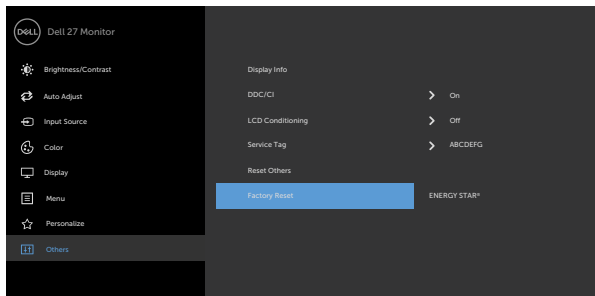 DELL Dell 27 Monitor
Brightness/Contrast
Auto Adjust
Input Source
Color
Display
Menu
Personalize
Others
Display Info
DDC/CI On
LCD Conditioning Off
Service Tag ABCDEFG
Reset Others
Factory Reset ENERGY STAR®